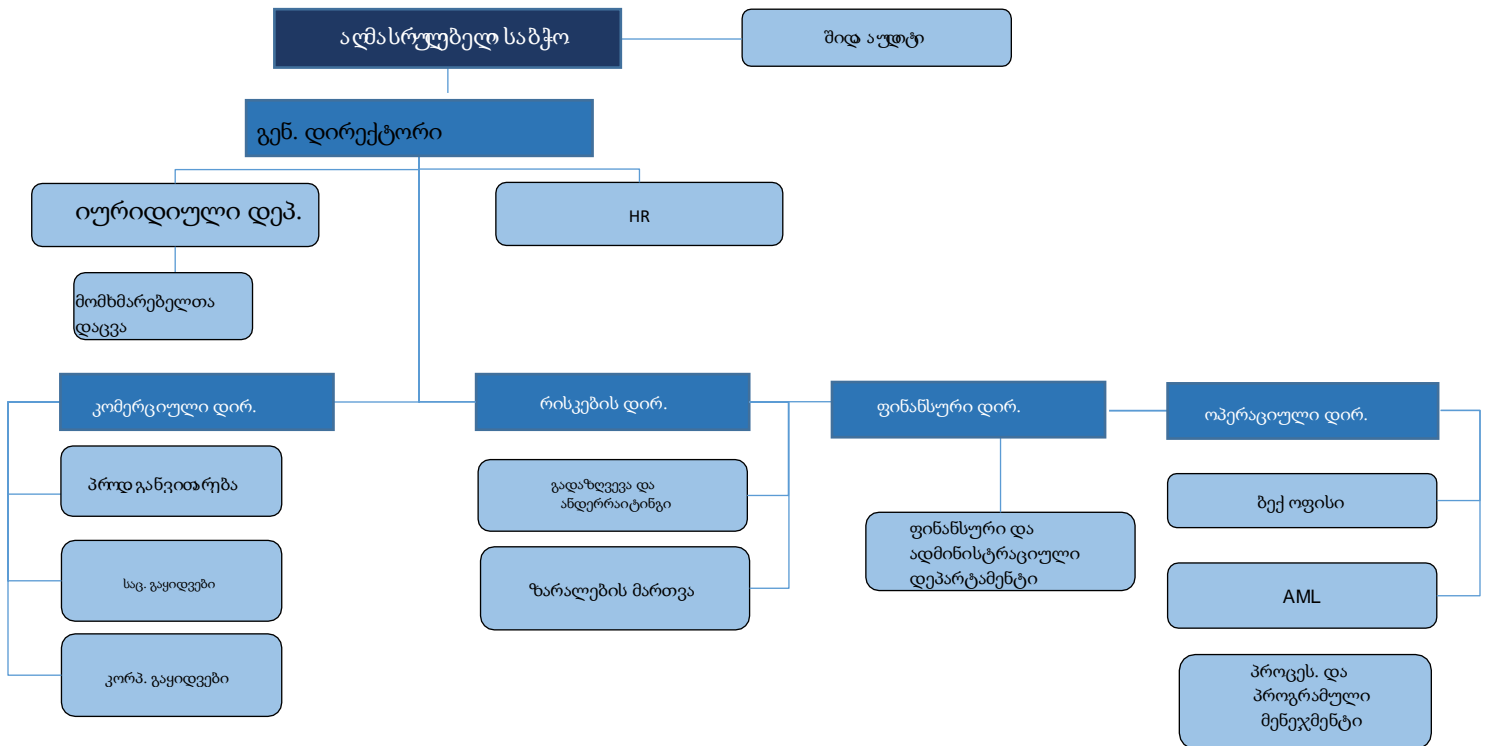 აღმასრულებელი საბჭო
შიდა აუდიტი
გენ. დირექტორი
იურიდიული დეპ.
HR
მომხმარებელთა
დაცვა
კომერციული დირ.
რისკების დირ.
ფინანსური დირ.
ოპერაციული დირ.
პროდ განვითარება
საც. გაყიდვები
კორპ. გაყიდვები
გადაზღვევა და
ანდერრაიტინგი
ზარალების მართვა
ფინანსური და
ადმინისტრაციული
დეპარტამენტი
ბექ ოფისი
AML
პროცეს. და
პროგრამული
მენეჯმენტი